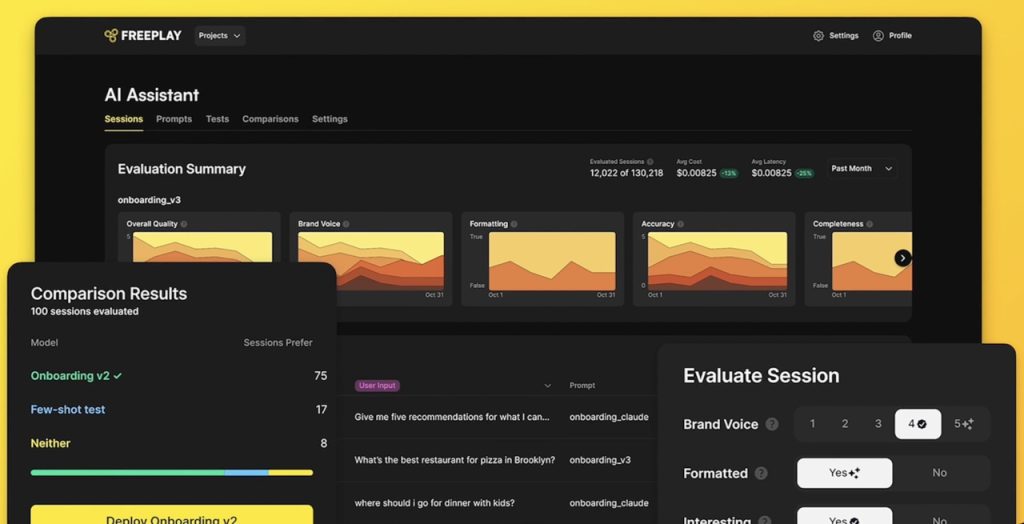 FREEPLAY
Projects
Settings
Profile
AI Assistant
Sessions Prompts Tests Comparisons Settings
Evaluation Summary
Evaluated Sessions
12,022 of 130,218
Avg Cost
$0.00825 -13%
Avg Latency
$0.00825 -25%
Past Month
onboarding_v3
Overall Quality
5
Brand Voice
Oct 31
Formatting
True
False
Oct 1 Oct 31
Accuracy
5
0
Oct 1 Oct 31
Completeness
True
False
Oct 1
Comparison Results
100 sessions evaluated
Model Sessions Prefer
Onboarding v2 75
Few-shot test 17
Neither 8
Deploy Onboarding v2
User Input Prompt
Give me five recommendations for what I can... onboarding_claude
What's the best restaurant for pizza in Brooklyn? onboarding_v3
where should i go for dinner with kids? onboarding_claude
Evaluate Session
Brand Voice ? 1 2 3 4 5
Formatted ? Yes No
Interesting ? Yes No